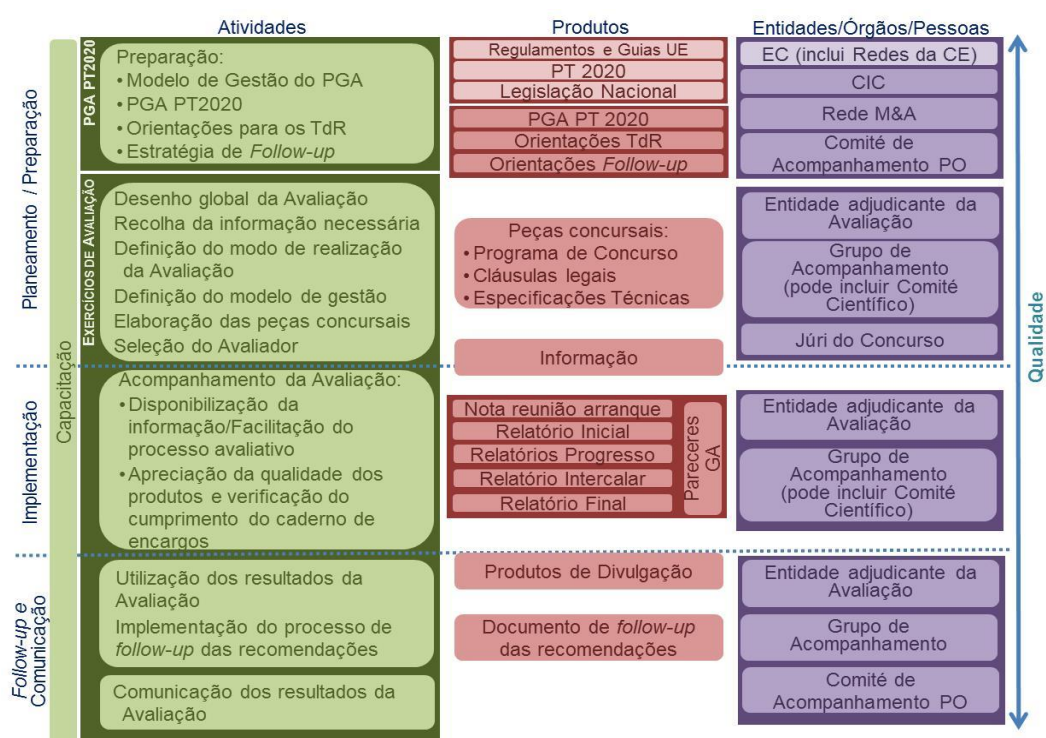 Atividades
Produtos
Entidades/Órgãos/Pessoas
Planeamento / Preparação
Capacitação
PGA PT2020
Preparação:
• Modelo de Gestão do PGA
• PGA PT2020
• Orientações para os TdR
• Estratégia de Follow-up
Regulamentos e Guias UE
PT 2020
Legislação Nacional
PGA PT 2020
Orientações TdR
Orientações Follow-up
EC (inclui Redes da CE)
CIC
Rede M&A
Comité de
Acompanhamento PO
EXERCÍCIOS DE AVALIAÇÃO
Desenho global da Avaliação
Recolha da informação necessária
Definição do modo de realização
da Avaliação
Definição do modelo de gestão
Elaboração das peças concursais
Seleção do Avaliador
Peças concursais:
• Programa de Concurso
• Cláusulas legais
• Especificações Técnicas
Informação
Entidade adjudicante da
Avaliação
Grupo de
Acompanhamento
(pode incluir Comité
Científico)
Júri do Concurso
Qualidade
Implementação
Acompanhamento da Avaliação:
• Disponibilização da
informação/Facilitação do
processo avaliativo
• Apreciação da qualidade dos
produtos e verificação do
cumprimento do caderno de
encargos
Nota reunião arranque
Relatório Inicial
Relatórios Progresso
Relatório Intercalar
Relatório Final
Pareceres
GA
Entidade adjudicante da
Avaliação
Grupo de
Acompanhamento
(pode incluir Comité
Científico)
Follow-up e
Comunicação
Utilização dos resultados da
Avaliação
Implementação do processo de
follow-up das recomendações
Comunicação dos resultados da
Avaliação
Produtos de Divulgação
Documento de follow-up
das recomendações
Entidade adjudicante da
Avaliação
Grupo de
Acompanhamento
Comité de
Acompanhamento PO